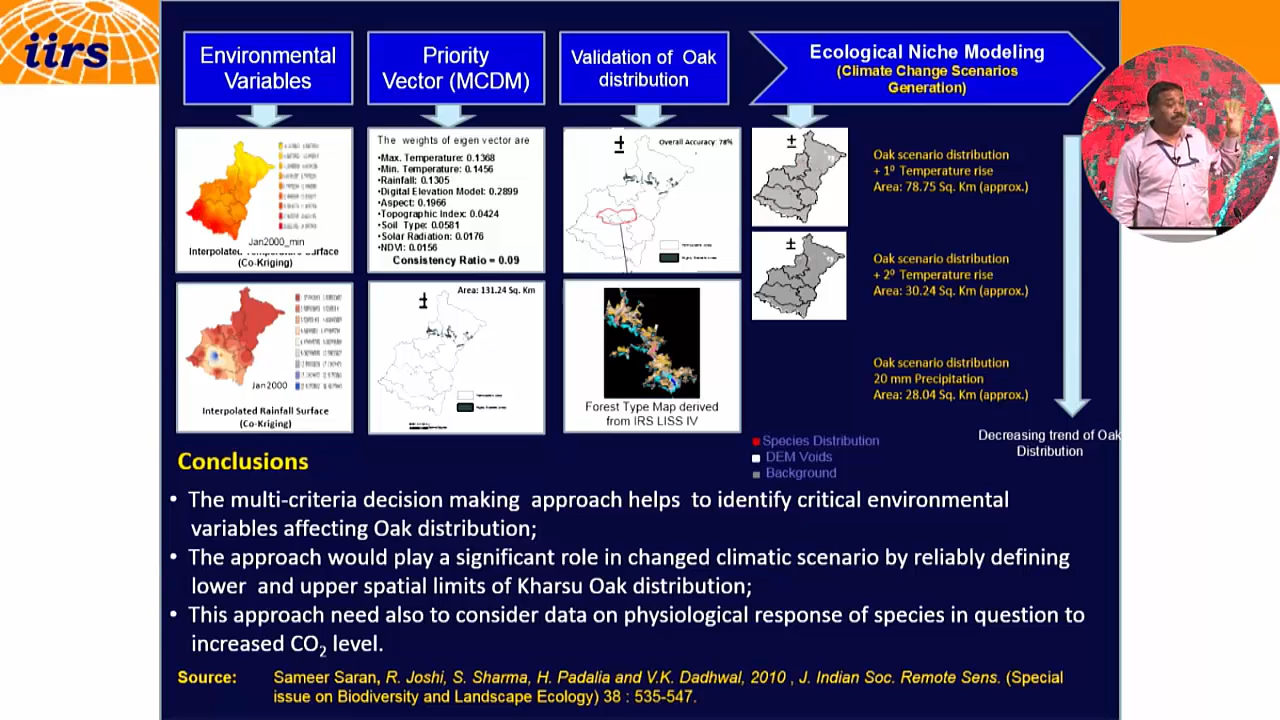 iirs
Environmental
Variables
Priority
Vector (MCDM)
Validation of Oak
distribution
Ecological Niche Modeling
(Climate Change Scenarios
Generation)
Jan2000_min
Interpolated Temperature Surface
(Co-Kriging)
The weights of eigen vector are
•Max. Temperature: 0.1368
•Min. Temperature: 0.1456
•Rainfall: 0.1305
•Digital Elevation Model: 0.2899
•Aspect: 0.1966
•Topographic Index: 0.0424
•Soil Type: 0.0581
•Solar Radiation: 0.0176
•NDVI: 0.0156
Consistency Ratio = 0.09
±
Overall Accuracy: 78%
±
Oak scenario distribution
+ 1⁰ Temperature rise
Area: 78.75 Sq. Km (approx.)
±
Oak scenario distribution
+ 2⁰ Temperature rise
Area: 30.24 Sq. Km (approx.)
Jan2000
Interpolated Rainfall Surface
(Co-Kriging)
Area: 131.24 Sq. Km
±
Forest Type Map derived
from IRS LISS IV
Oak scenario distribution
20 mm Precipitation
Area: 28.04 Sq. Km (approx.)
Species Distribution
DEM Voids
Background
Decreasing trend of Oak
Distribution
Conclusions
• The multi-criteria decision making approach helps to identify critical environmental
variables affecting Oak distribution;
• The approach would play a significant role in changed climatic scenario by reliably defining
lower and upper spatial limits of Kharsu Oak distribution;
• This approach need also to consider data on physiological response of species in question to
increased CO₂ level.
Source: Sameer Saran, R. Joshi, S. Sharma, H. Padalia and V.K. Dadhwal, 2010 , J. Indian Soc. Remote Sens. (Special
issue on Biodiversity and Landscape Ecology) 38 : 535-547.